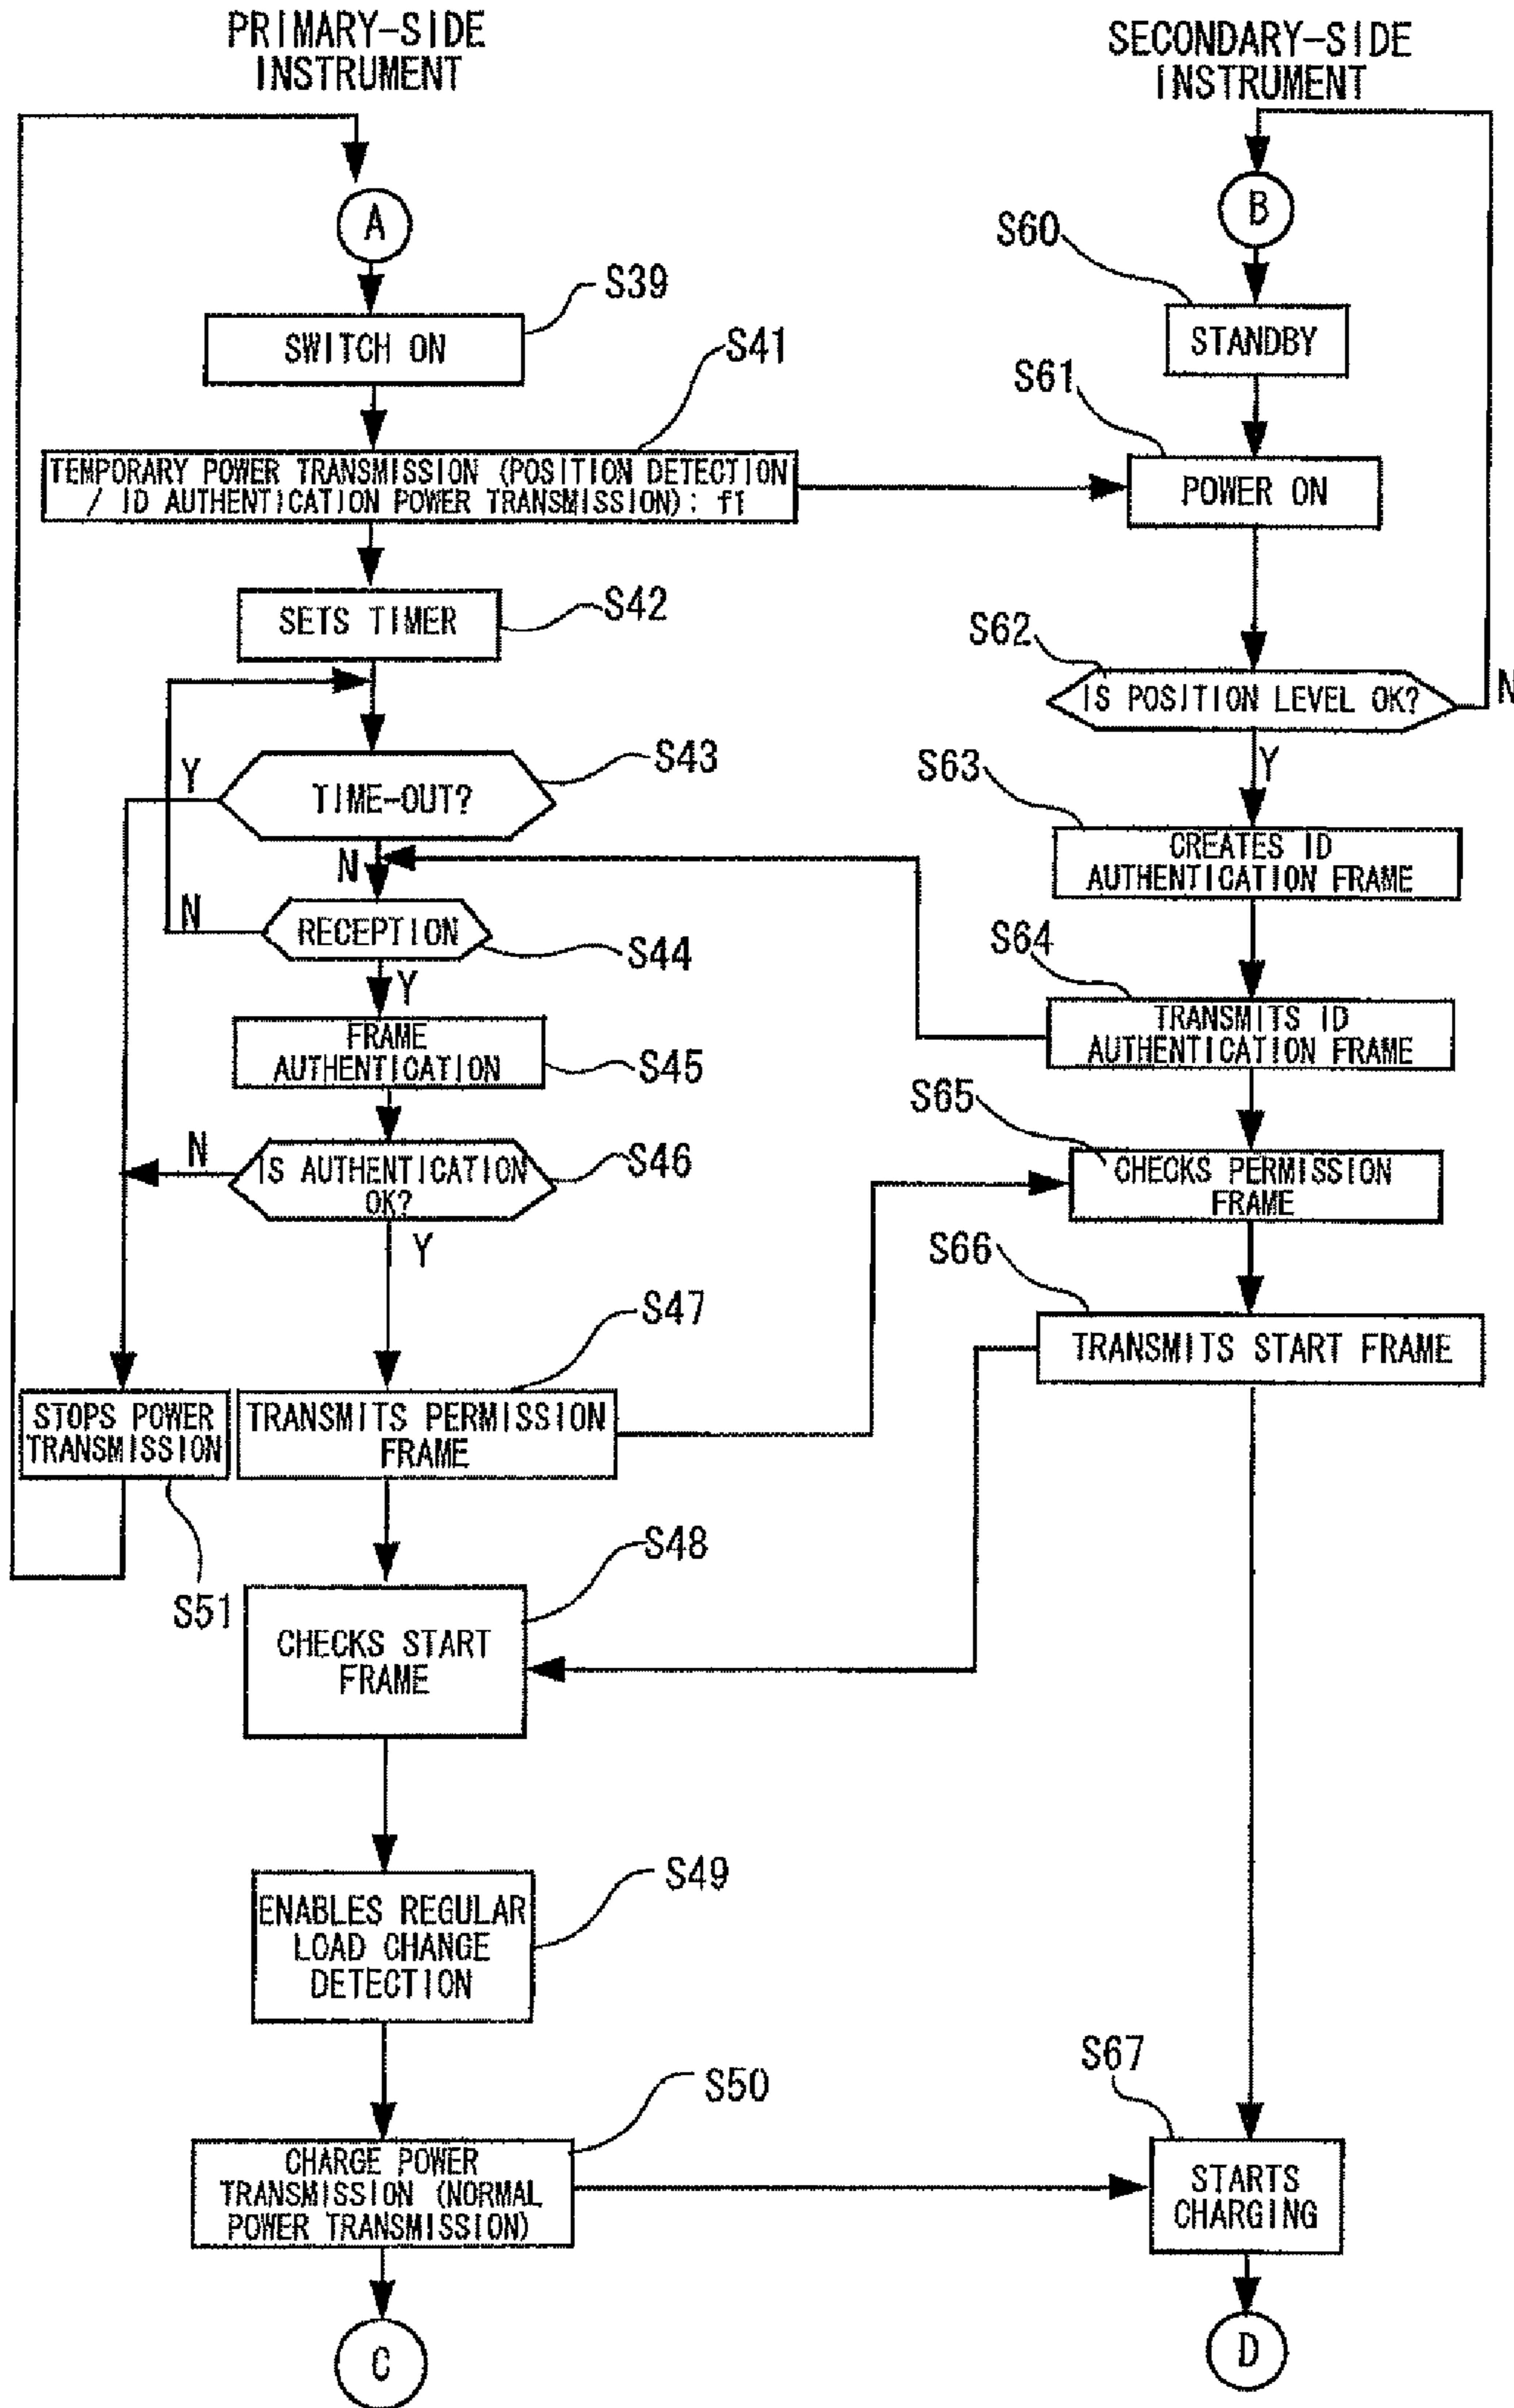 PRIMARY-SIDE
INSTRUMENT
SECONDARY-SIDE
INSTRUMENT
A
B
S60
S39
SWITCH ON
STANDBY
S41
S61
TEMPORARY POWER TRANSMISSION (POSITION DETECTION
/ ID AUTHENTICATION POWER TRANSMISSION): f1
POWER ON
S42
SETS TIMER
S62
IS POSITION LEVEL OK?
N
S43
Y
TIME-OUT?
S63
Y
CREATES ID
AUTHENTICATION FRAME
N
N
RECEPTION
S44
S64
Y
TRANSMITS ID
AUTHENTICATION FRAME
FRAME
AUTHENTICATION
S45
S65
N
IS AUTHENTICATION
OK?
S46
CHECKS PERMISSION
FRAME
Y
S66
S47
TRANSMITS START FRAME
STOPS POWER
TRANSMISSION
TRANSMITS PERMISSION
FRAME
S48
S51
CHECKS START
FRAME
S49
ENABLES REGULAR
LOAD CHANGE
DETECTION
S67
S50
CHARGE POWER
TRANSMISSION (NORMAL
POWER TRANSMISSION)
STARTS
CHARGING
C
D